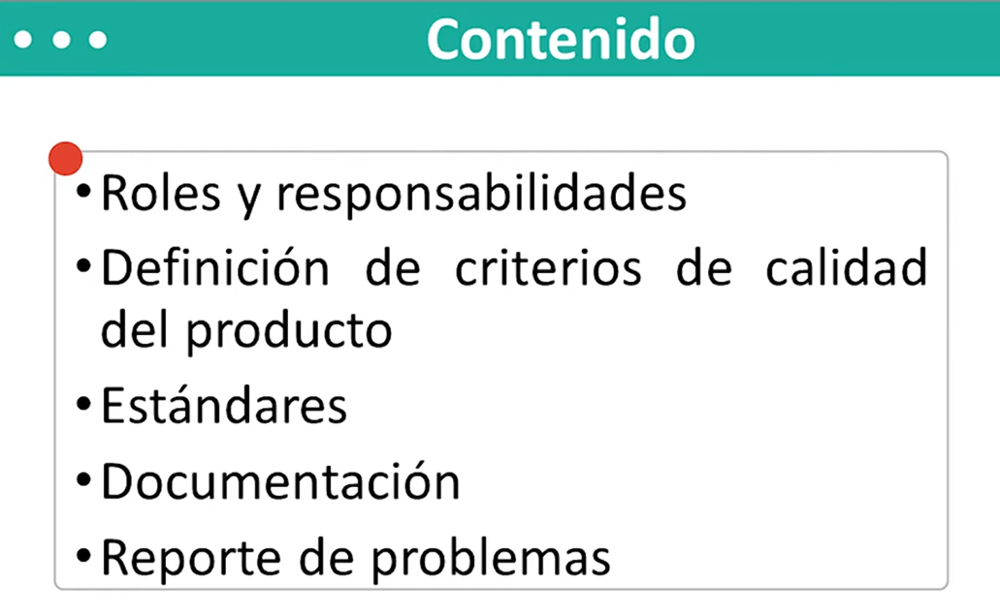 Contenido
• Roles y responsabilidades
• Definición de criterios de calidad
del producto
• Estándares
• Documentación
• Reporte de problemas